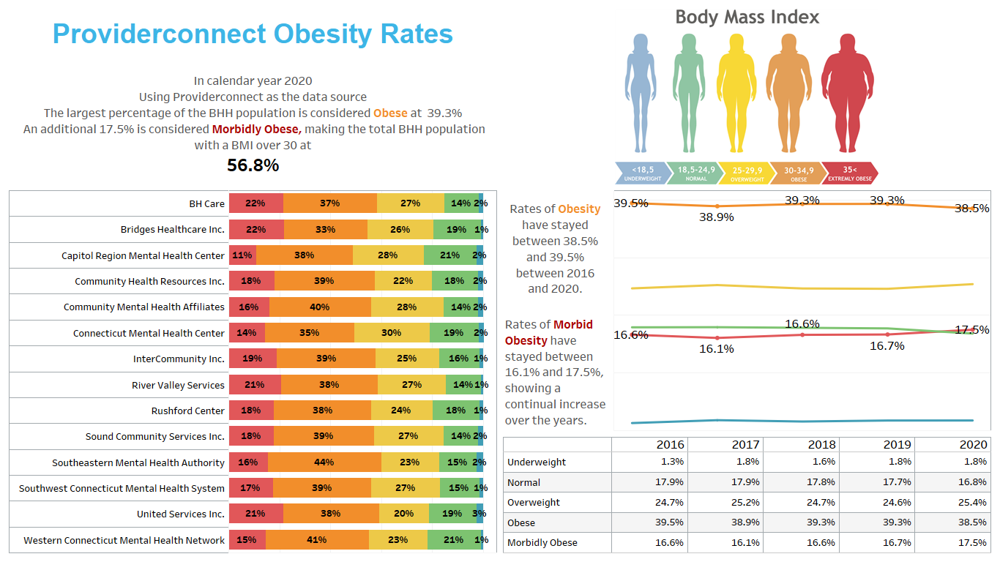 Providerconnect Obesity Rates
In calendar year 2020
Using Providerconnect as the data source
The largest percentage of the BHH population is considered Obese at 39.3%
An additional 17.5% is considered Morbidly Obese, making the total BHH population
with a BMI over 30 at
56.8%
Body Mass Index
<18,5 18,5-24,9 25-29,9 30-34,9 35<
UNDERWEIGHT NORMAL OVERWEIGHT OBESE EXTREMLY OBESE
BH Care 22% 37% 27% 14% 2%
Bridges Healthcare Inc. 22% 33% 26% 19% 1%
Capitol Region Mental Health Center 11% 38% 28% 21% 2%
Community Health Resources Inc. 18% 39% 22% 18% 2%
Community Mental Health Affiliates 16% 40% 28% 14% 2%
Connecticut Mental Health Center 14% 35% 30% 19% 2%
InterCommunity Inc. 19% 39% 25% 16% 1%
River Valley Services 21% 38% 27% 14% 1%
Rushford Center 18% 38% 24% 18% 1%
Sound Community Services Inc. 18% 39% 27% 14% 2%
Southeastern Mental Health Authority 16% 44% 23% 15% 2%
Southwest Connecticut Mental Health System 17% 39% 27% 15% 1%
United Services Inc. 21% 38% 20% 19% 3%
Western Connecticut Mental Health Network 15% 41% 23% 21% 1%
Rates of Obesity
have stayed
between 38.5%
and 39.5%
between 2016
and 2020.
Rates of Morbid
Obesity have
stayed between
16.1% and 17.5%,
showing a
continual increase
over the years.
39.5% 38.9% 39.3% 39.3% 38.5%
16.6% 16.1% 16.6% 16.7% 17.5%
2016 2017 2018 2019 2020
Underweight 1.3% 1.8% 1.6% 1.8% 1.8%
Normal 17.9% 17.9% 17.8% 17.7% 16.8%
Overweight 24.7% 25.2% 24.7% 24.6% 25.4%
Obese 39.5% 38.9% 39.3% 39.3% 38.5%
Morbidly Obese 16.6% 16.1% 16.6% 16.7% 17.5%